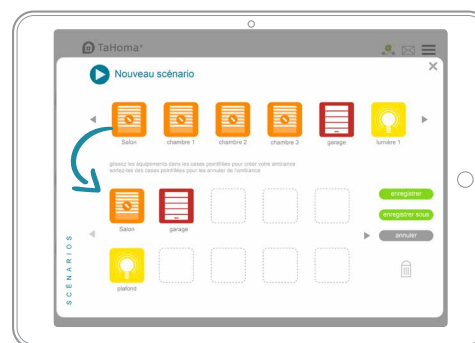 TaHoma®
Nouveau scénario
Salon
chambre 1
chambre 2
chambre 3
garage
lumière 1
glissez les équipements dans les cases pointillées pour créer votre ambiance
sortez-les des cases pointillées pour les annuler de l'ambiance
Salon
garage
enregistrer
enregistrer sous
annuler
plafond
SCÉNARIOS